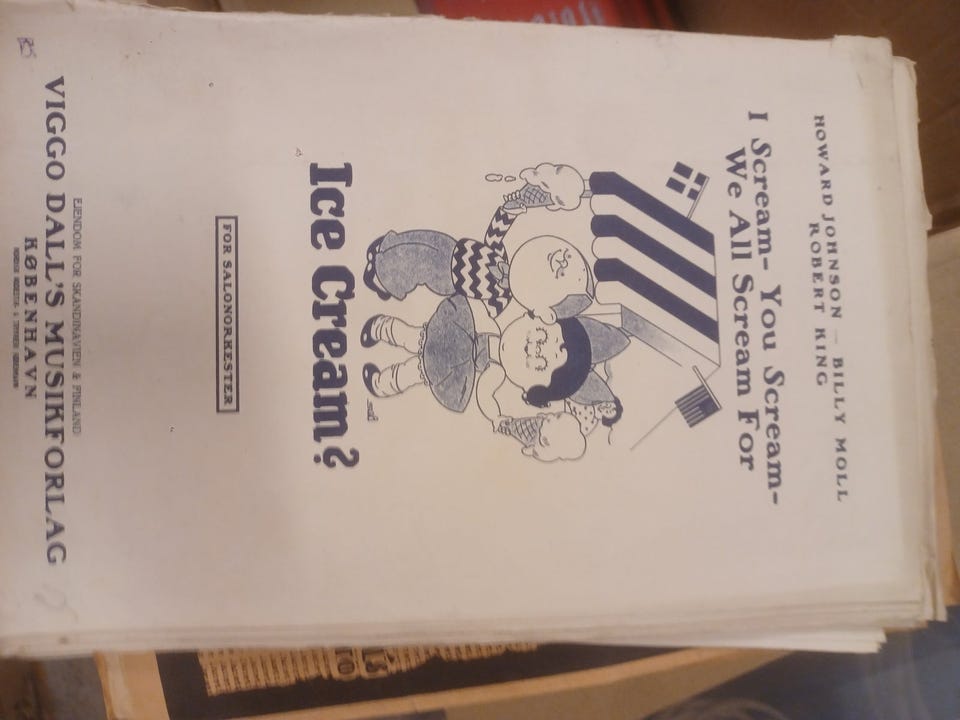 HOWARD JOHNSON — BILLY MOLL
ROBERT KING
I Scream- You Scream-
We All Scream For
Ice Cream?
FOR SALONORKESTER
EJENDOM FOR SKANDINAVIEN & FINLAND
VIGGO DALL'S MUSIKFORLAG
KØBENHAVN